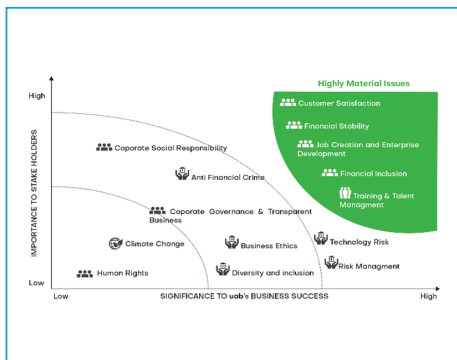 Highly Material Issues
High
Customer Satisfaction
Financial Stability
Coporate Social Responsibility
Job Creation and Enterprise
Development
Anti Financial Crime
Financial Inclusion
Training & Talent
Managment
Coporate Governance & Transparent
Business
Climate Change
Business Ethics
Technology Risk
Human Rights
Diversity and inclusion
Risk Managment
IMPORTANCE TO STAKE HOLDERS
Low
Low
SIGNIFICANCE TO uab's BUSINESS SUCCESS
High